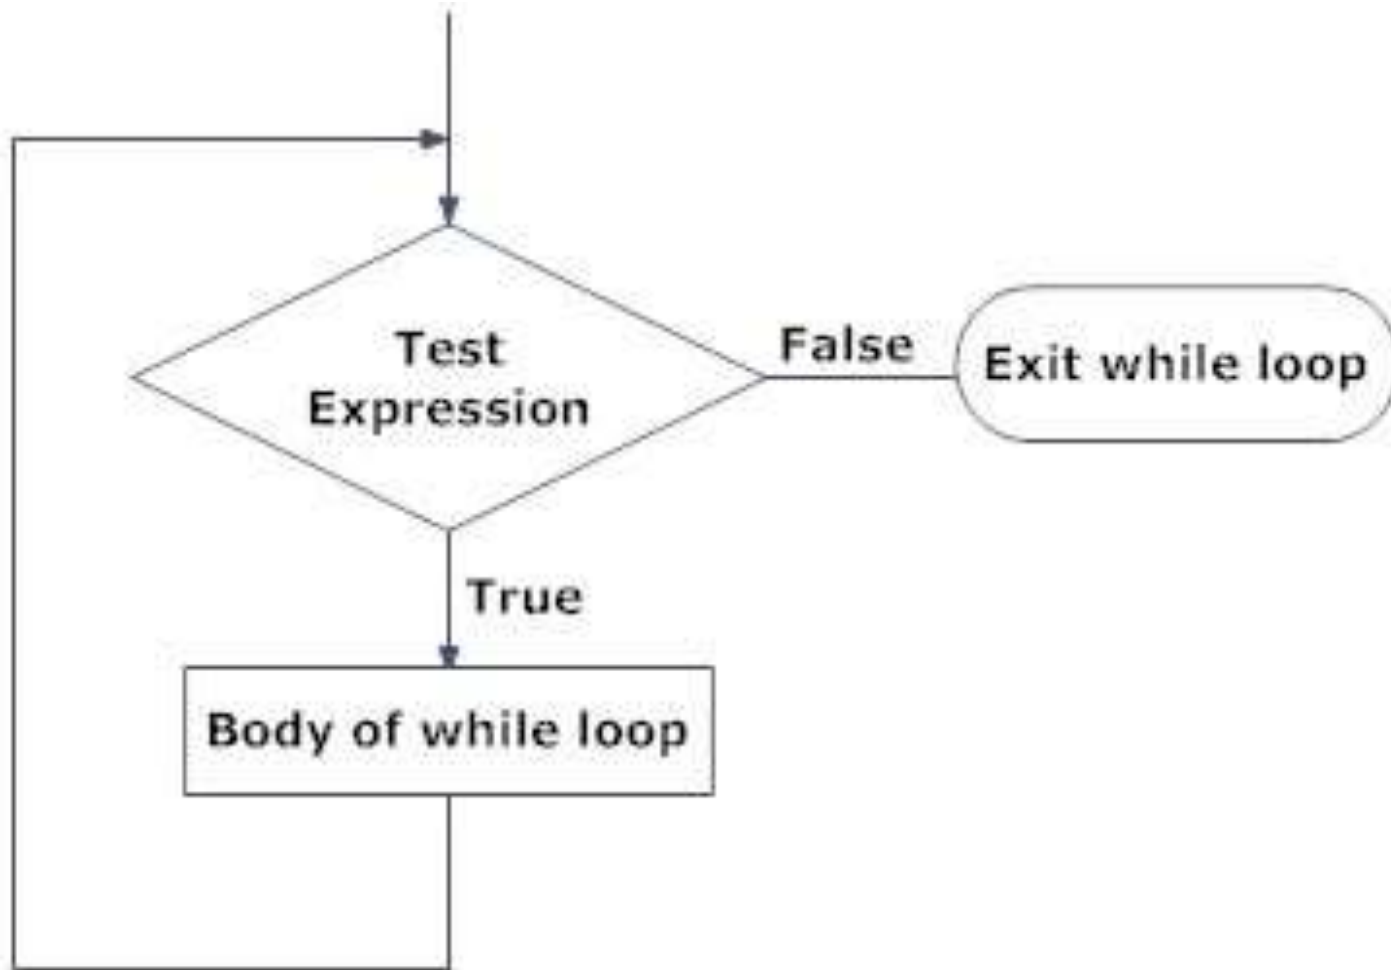 Test
Expression
False
Exit while loop
True
Body of while loop